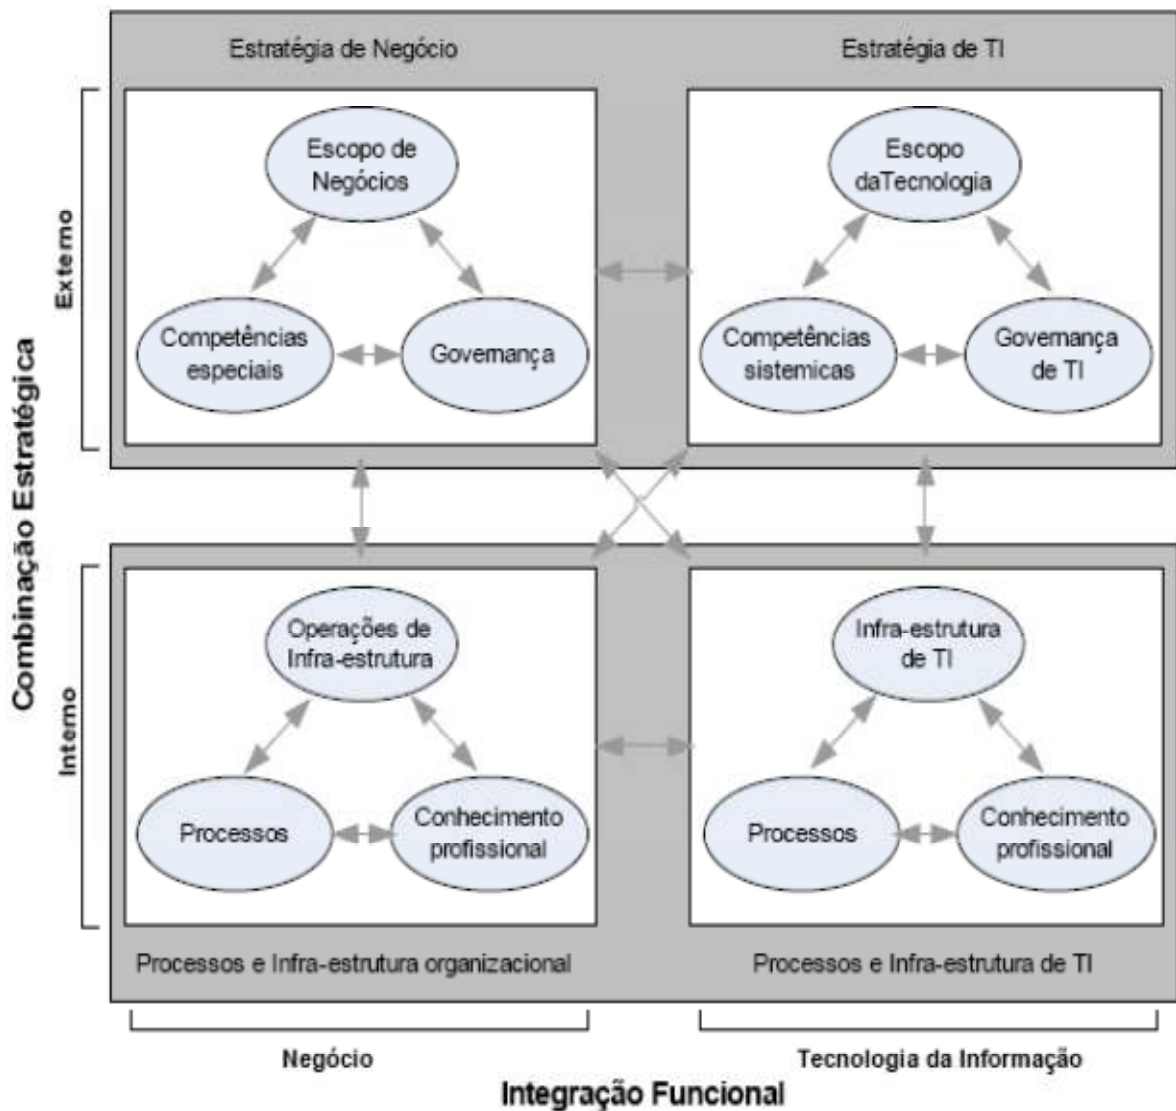 Estratégia de Negócio
Estratégia de TI
Escopo de
Negócios
Escopo
daTecnologia
Externo
Competências
especiais
Governança
Competências
sistemicas
Governança
de TI
Combinação Estratégica
Operações de
Infra-estrutura
Infra-estrutura
de TI
Interno
Processos
Conhecimento
profissional
Processos
Conhecimento
profissional
Processos e Infra-estrutura organizacional
Processos e Infra-estrutura de TI
Negócio
Tecnologia da Informação
Integração Funcional